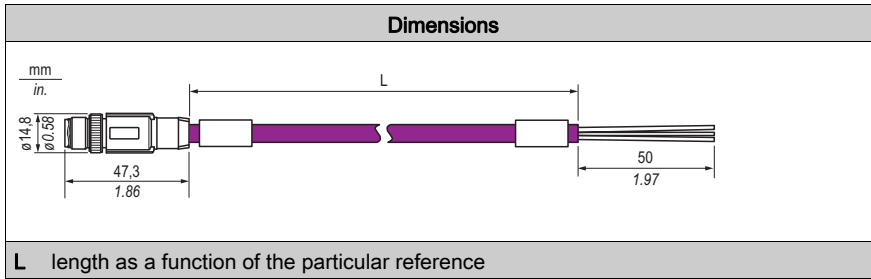 Dimensions
mm
in.
L
ø14,8
ø0.58
47,3
1.86
50
1.97
L length as a function of the particular reference